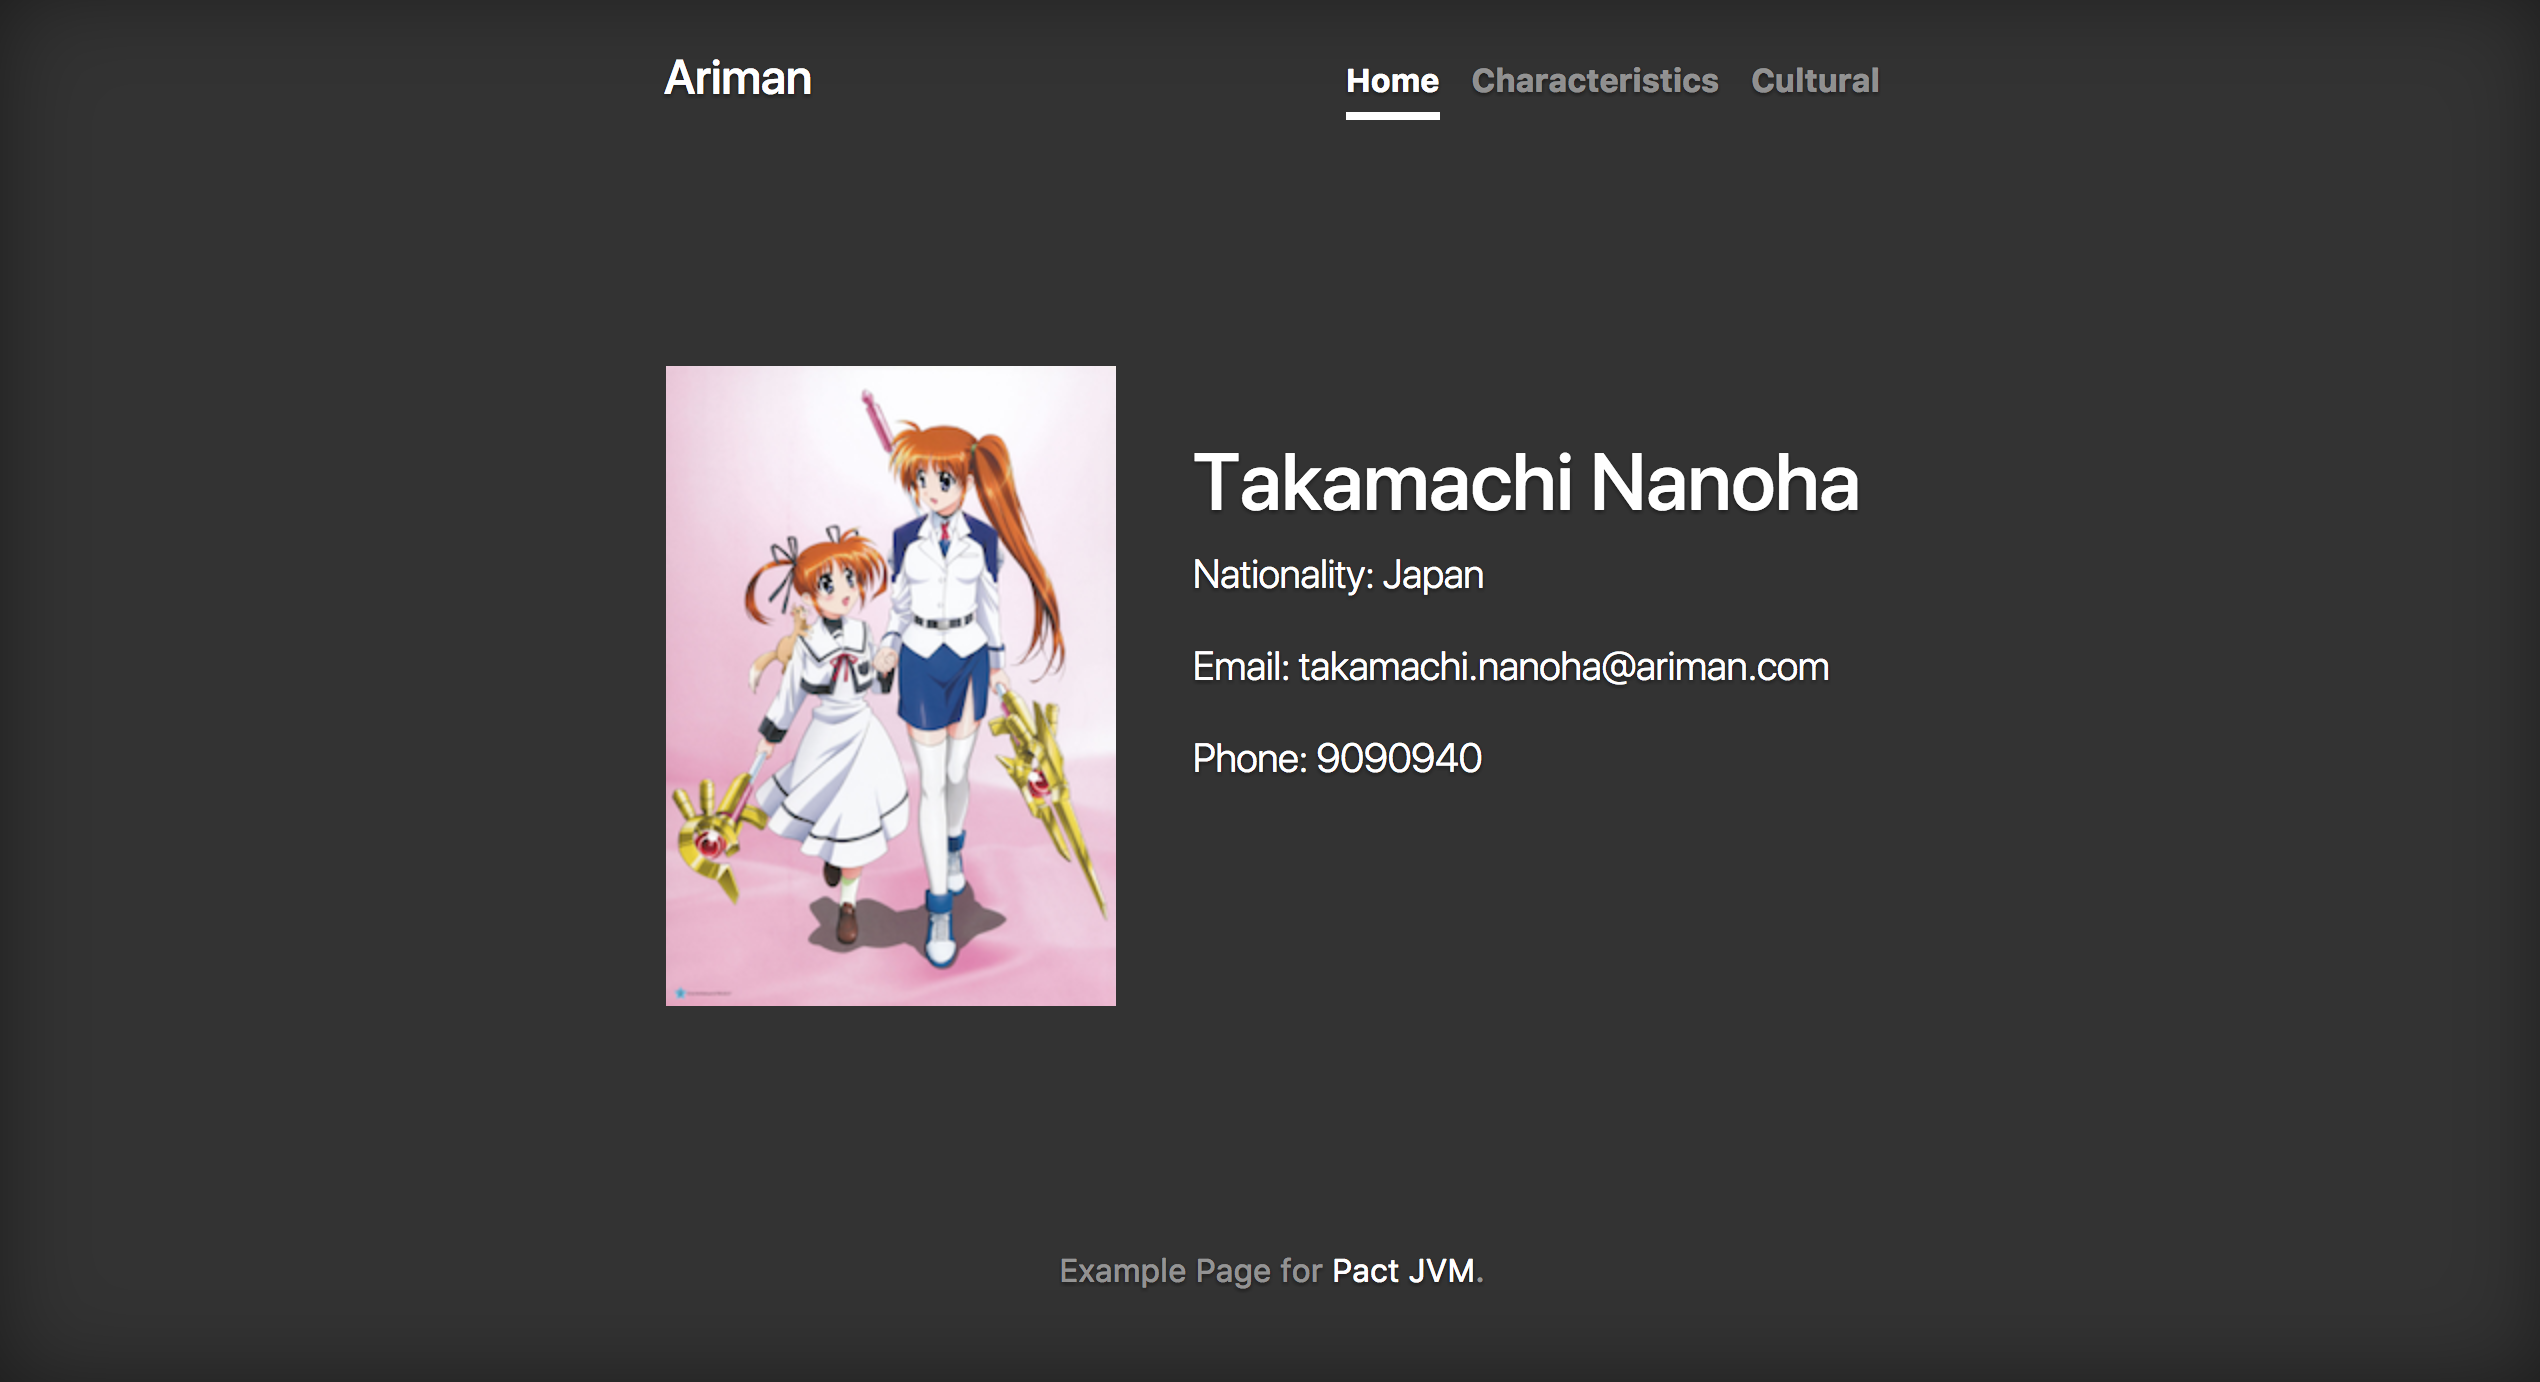 Ariman
Home Characteristics Cultural
Takamachi Nanoha
Nationality: Japan
Email: takamachi.nanoha@ariman.com
Phone: 9090940
Example Page for Pact JVM.